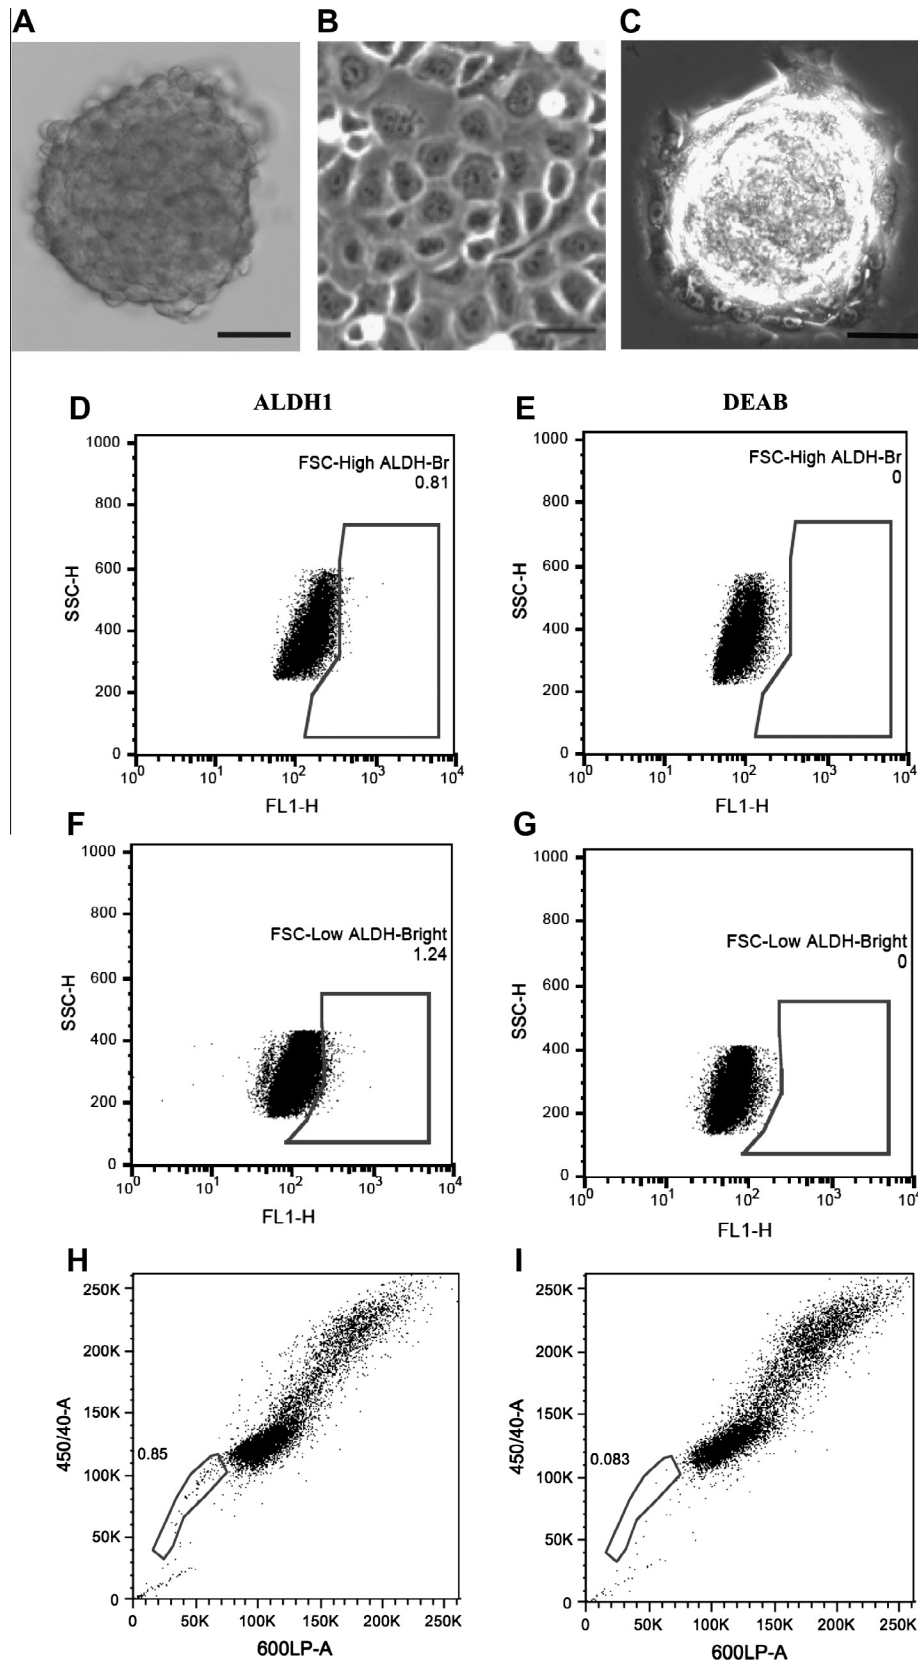 A
B
C
D
ALDH1
E
DEAB
1000
800
600
400
200
0
SSC-H
FSC-High ALDH-Br
0.81
10^0
10^1
10^2
10^3
10^4
FL1-H
1000
800
600
400
200
0
SSC-H
FSC-High ALDH-Br
0
10^0
10^1
10^2
10^3
10^4
FL1-H
F
G
1000
800
600
400
200
0
SSC-H
FSC-Low ALDH-Bright
1.24
10^0
10^1
10^2
10^3
10^4
FL1-H
1000
800
600
400
200
0
SSC-H
FSC-Low ALDH-Bright
0
10^0
10^1
10^2
10^3
10^4
FL1-H
H
I
250K
200K
150K
100K
50K
0
450/40-A
0.85
0
50K
100K
150K
200K
250K
600LP-A
250K
200K
150K
100K
50K
0
450/40-A
0.083
0
50K
100K
150K
200K
250K
600LP-A